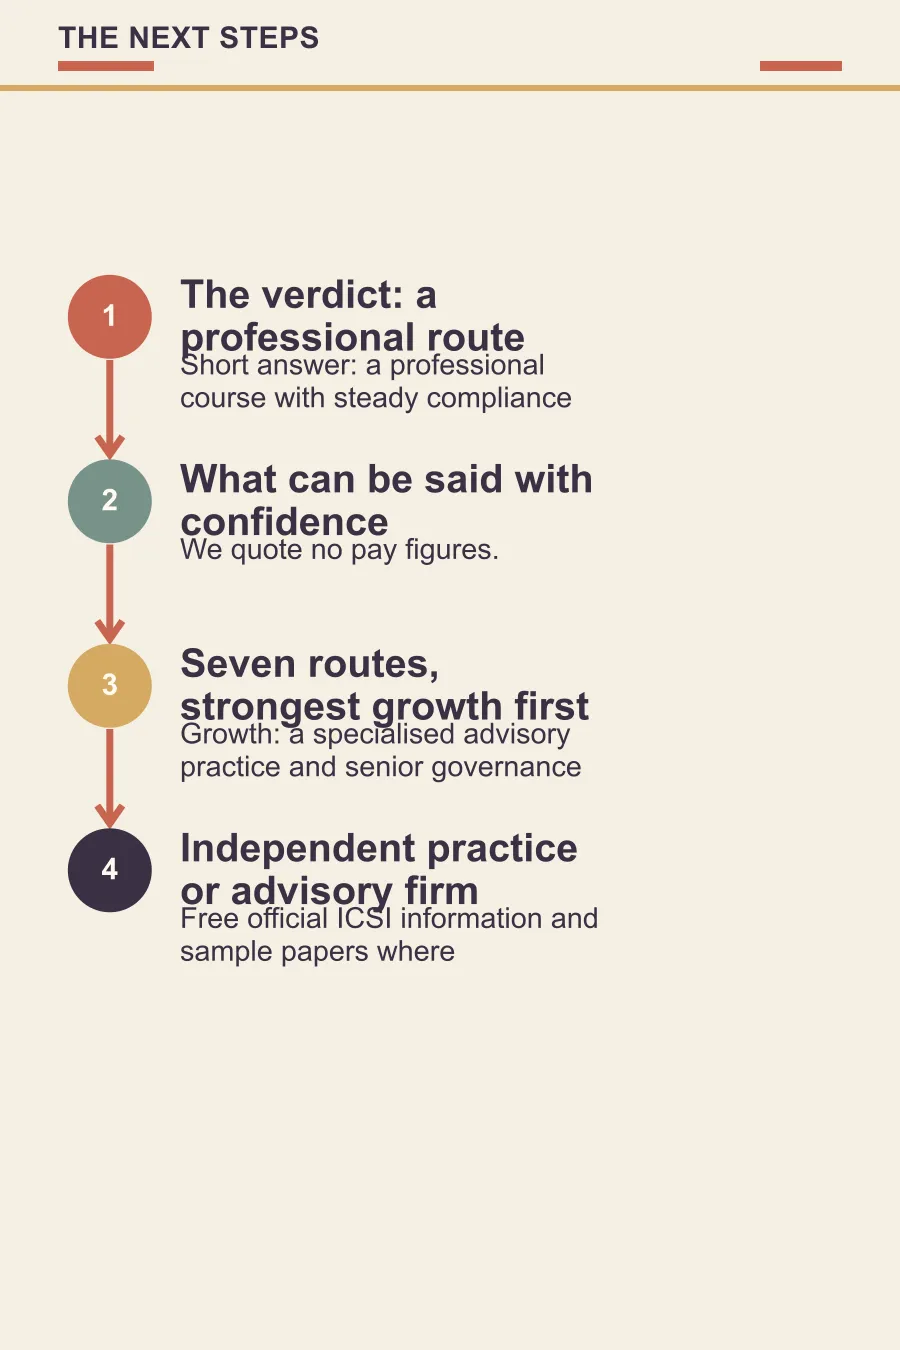 THE NEXT STEPS
1
The verdict: a
professional route
Short answer: a professional
course with steady compliance
2
What can be said with
confidence
We quote no pay figures.
3
Seven routes,
strongest growth first
Growth: a specialised advisory
practice and senior governance
4
Independent practice
or advisory firm
Free official ICSI information and
sample papers where